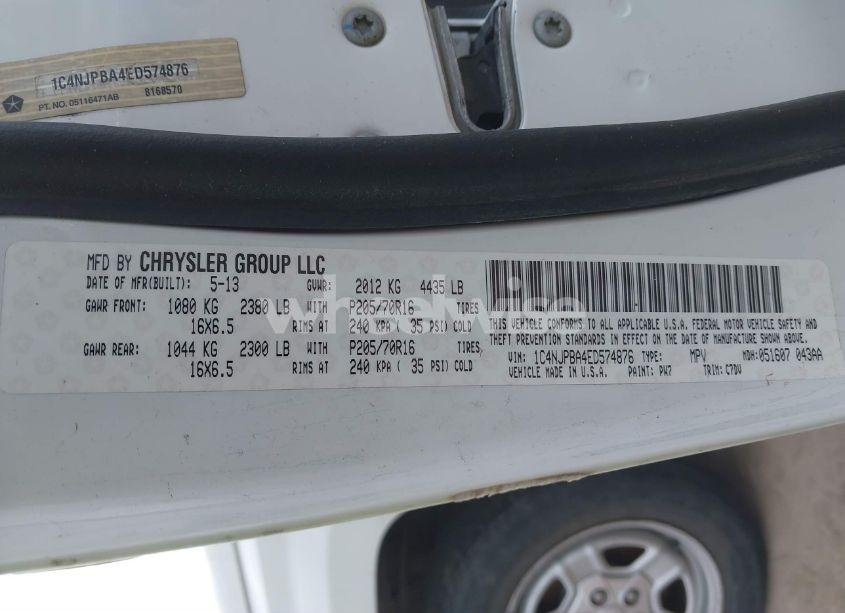 1C4NJPBA4ED574876
PT. NO. 05116471AB 8168570
MFD BY CHRYSLER GROUP LLC
DATE OF MFR(BUILT): 5-13 GVWR: 2012 KG 4435 LB
GAWR FRONT: 1080 KG 2380 LB WITH P205/70R16 TIRES
16X6.5 RIMS AT 240 KPA ( 35 PSI) COLD
GAWR REAR: 1044 KG 2300 LB WITH P205/70R16 TIRES,
16X6.5 RIMS AT 240 KPA ( 35 PSI) COLD
THIS VEHICLE CONFORMS TO ALL APPLICABLE U.S.A. FEDERAL MOTOR VEHICLE SAFETY AND
THEFT PREVENTION STANDARDS IN EFFECT ON THE DATE OF MANUFACTURE SHOWN ABOVE.
VIN: 1C4NJPBA4ED574876 TYPE: MPV MDH:051607 043AA
VEHICLE MADE IN U.S.A. PAINT: PW7 TRIM: C7DV
wheelwise